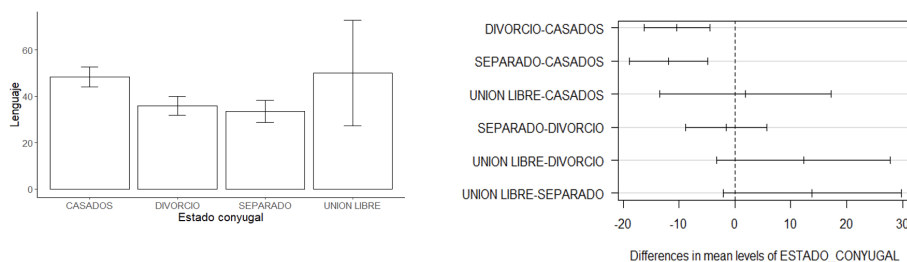 Lenguaje
60
40
20
0
CASADOS DIVORCIO SEPARADO UNION LIBRE
Estado conyugal
DIVORCIO-CASADOS
SEPARADO-CASADOS
UNION LIBRE-CASADOS
SEPARADO-DIVORCIO
UNION LIBRE-DIVORCIO
UNION LIBRE-SEPARADO
-20 -10 0 10 20 30
Differences in mean levels of ESTADO CONYUGAL